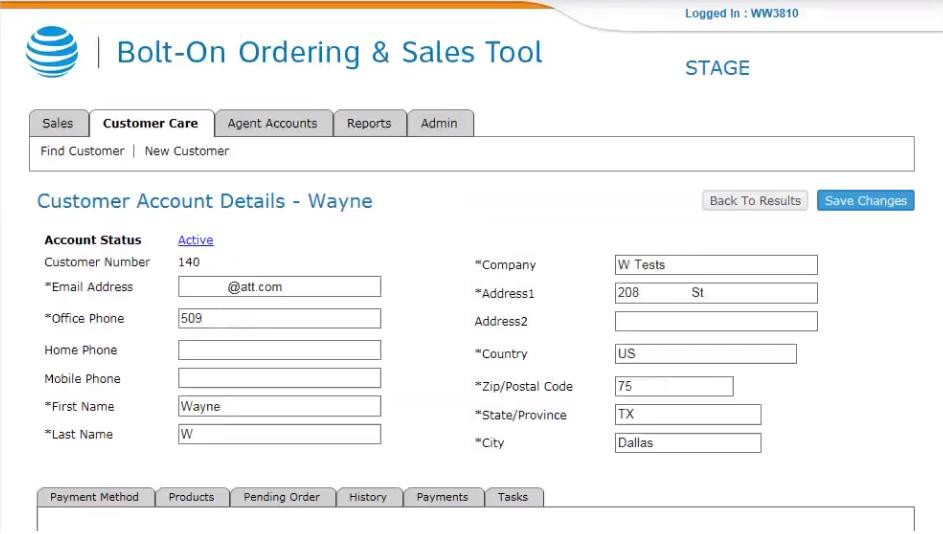 Logged In : WW3810
Bolt-On Ordering & Sales Tool
STAGE
Sales Customer Care Agent Accounts Reports Admin
Find Customer | New Customer
Customer Account Details - Wayne
Back To Results Save Changes
Account Status Active
Customer Number 140
*Email Address @att.com
*Office Phone 509
Home Phone
Mobile Phone
*First Name Wayne
*Last Name W
*Company W Tests
*Address1 208 St
Address2
*Country US
*Zip/Postal Code 75
*State/Province TX
*City Dallas
Payment Method Products Pending Order History Payments Tasks